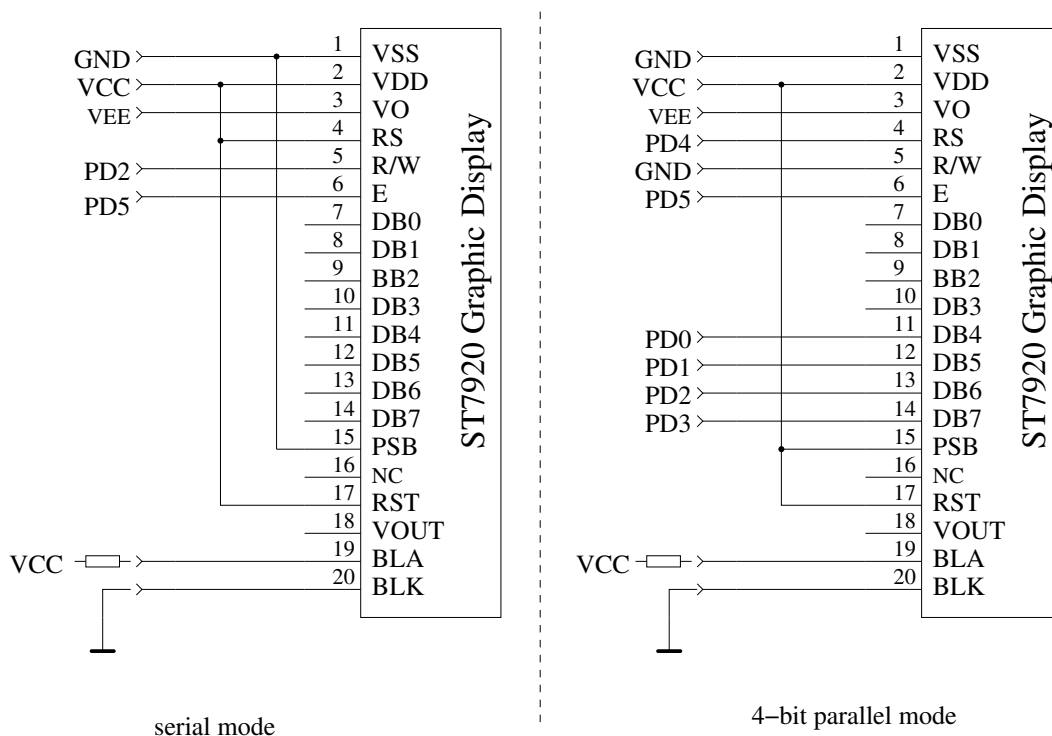 GND 1 VSS
VCC 2 VDD
VEE 3 VO
4 RS
PD2 5 R/W
PD5 6 E
7 DB0
8 DB1
9 BB2
10 DB3
11 DB4
12 DB5
13 DB6
14 DB7
15 PSB
16 NC
17 RST
18 VOUT
VCC 19 BLA
20 BLK
ST7920 Graphic Display
serial mode
GND 1 VSS
VCC 2 VDD
VEE 3 VO
PD4 4 RS
GND 5 R/W
PD5 6 E
7 DB0
8 DB1
9 BB2
10 DB3
PD0 11 DB4
PD1 12 DB5
PD2 13 DB6
PD3 14 DB7
15 PSB
16 NC
17 RST
18 VOUT
VCC 19 BLA
20 BLK
ST7920 Graphic Display
4−bit parallel mode